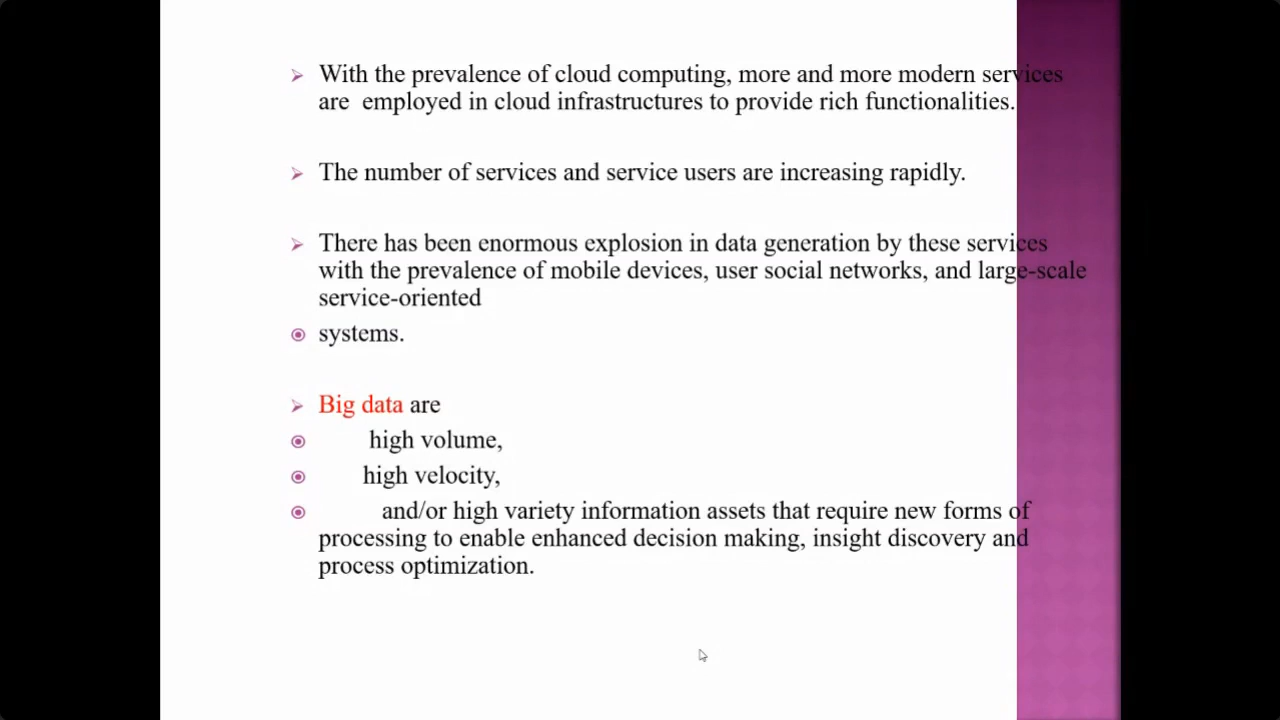 With the prevalence of cloud computing, more and more modern services
are employed in cloud infrastructures to provide rich functionalities.
The number of services and service users are increasing rapidly.
There has been enormous explosion in data generation by these services
with the prevalence of mobile devices, user social networks, and large-scale
service-oriented
systems.
Big data are
high volume,
high velocity,
and/or high variety information assets that require new forms of
processing to enable enhanced decision making, insight discovery and
process optimization.